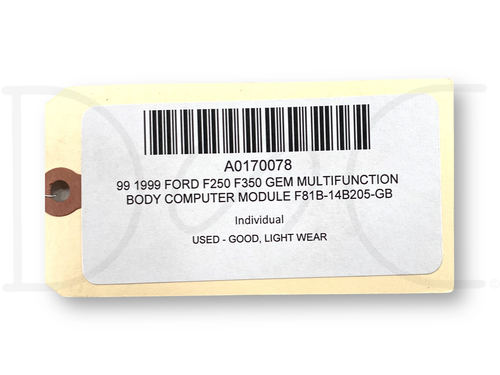 A0170078
99 1999 FORD F250 F350 GEM MULTIFUNCTION
BODY COMPUTER MODULE F81B-14B205-GB
Individual
USED - GOOD, LIGHT WEAR